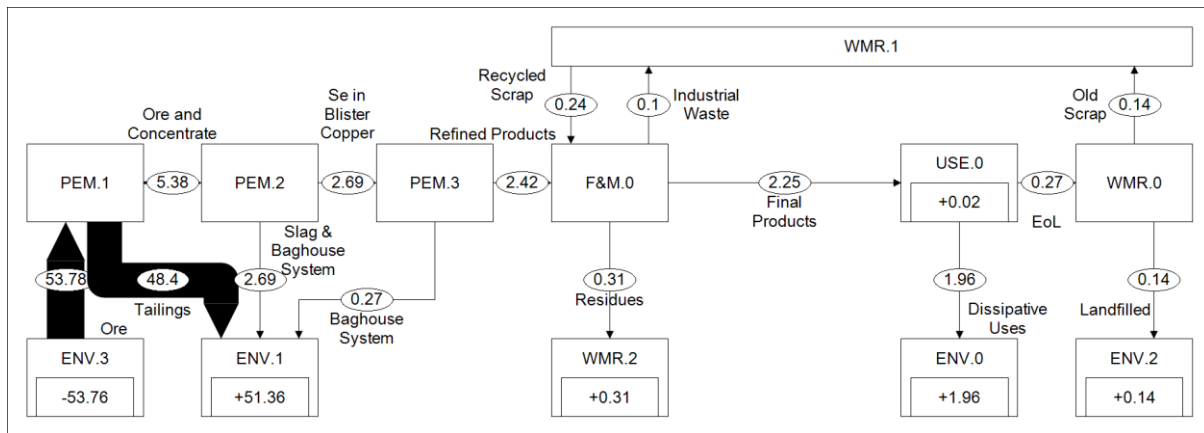 WMR.1
Recycled
Scrap
0.24
0.1
Industrial
Waste
Old
Scrap
0.14
Ore and
Concentrate
Se in
Blister
Copper
Refined Products
PEM.1
5.38
PEM.2
2.69
PEM.3
2.42
F&M.0
2.25
Final
Products
USE.0
+0.02
0.27
EoL
WMR.0
53.78
Ore
48.4
Tailings
2.69
Slag &
Baghouse
System
0.27
Baghouse
System
0.31
Residues
1.96
Dissipative
Uses
0.14
Landfilled
ENV.3
-53.76
ENV.1
+51.36
WMR.2
+0.31
ENV.0
+1.96
ENV.2
+0.14